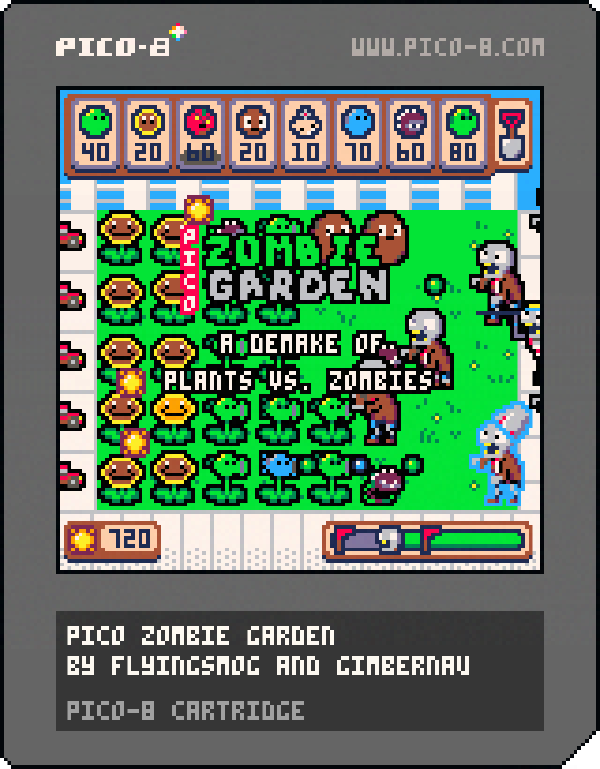 PICO-8
WWW.PICO-8.COM
40 20 60 20 10 70 60 80
PICO
ZOMBIE
GARDEN
A DEMAKE OF..
PLANTS VS. ZOMBIES
720
PICO ZOMBIE GARDEN
BY FLYINGSMOG AND GIMBERNAU
PICO-8 CARTRIDGE